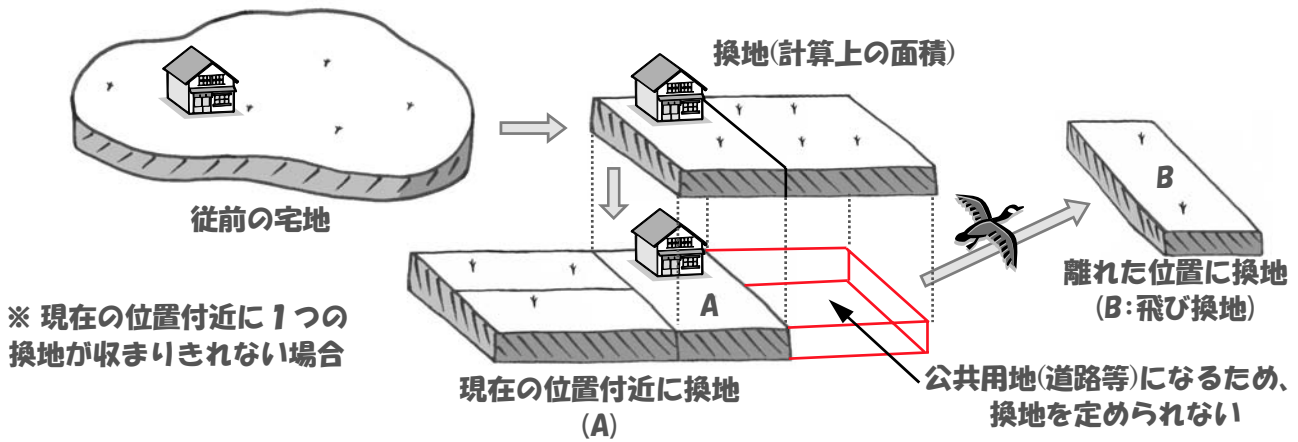 換地(計算上の面積)
従前の宅地
B
離れた位置に換地
(B:飛び換地)
A
※ 現在の位置付近に1つの
換地が収まりきれない場合
現在の位置付近に換地
(A)
公共用地(道路等)になるため、
換地を定められない